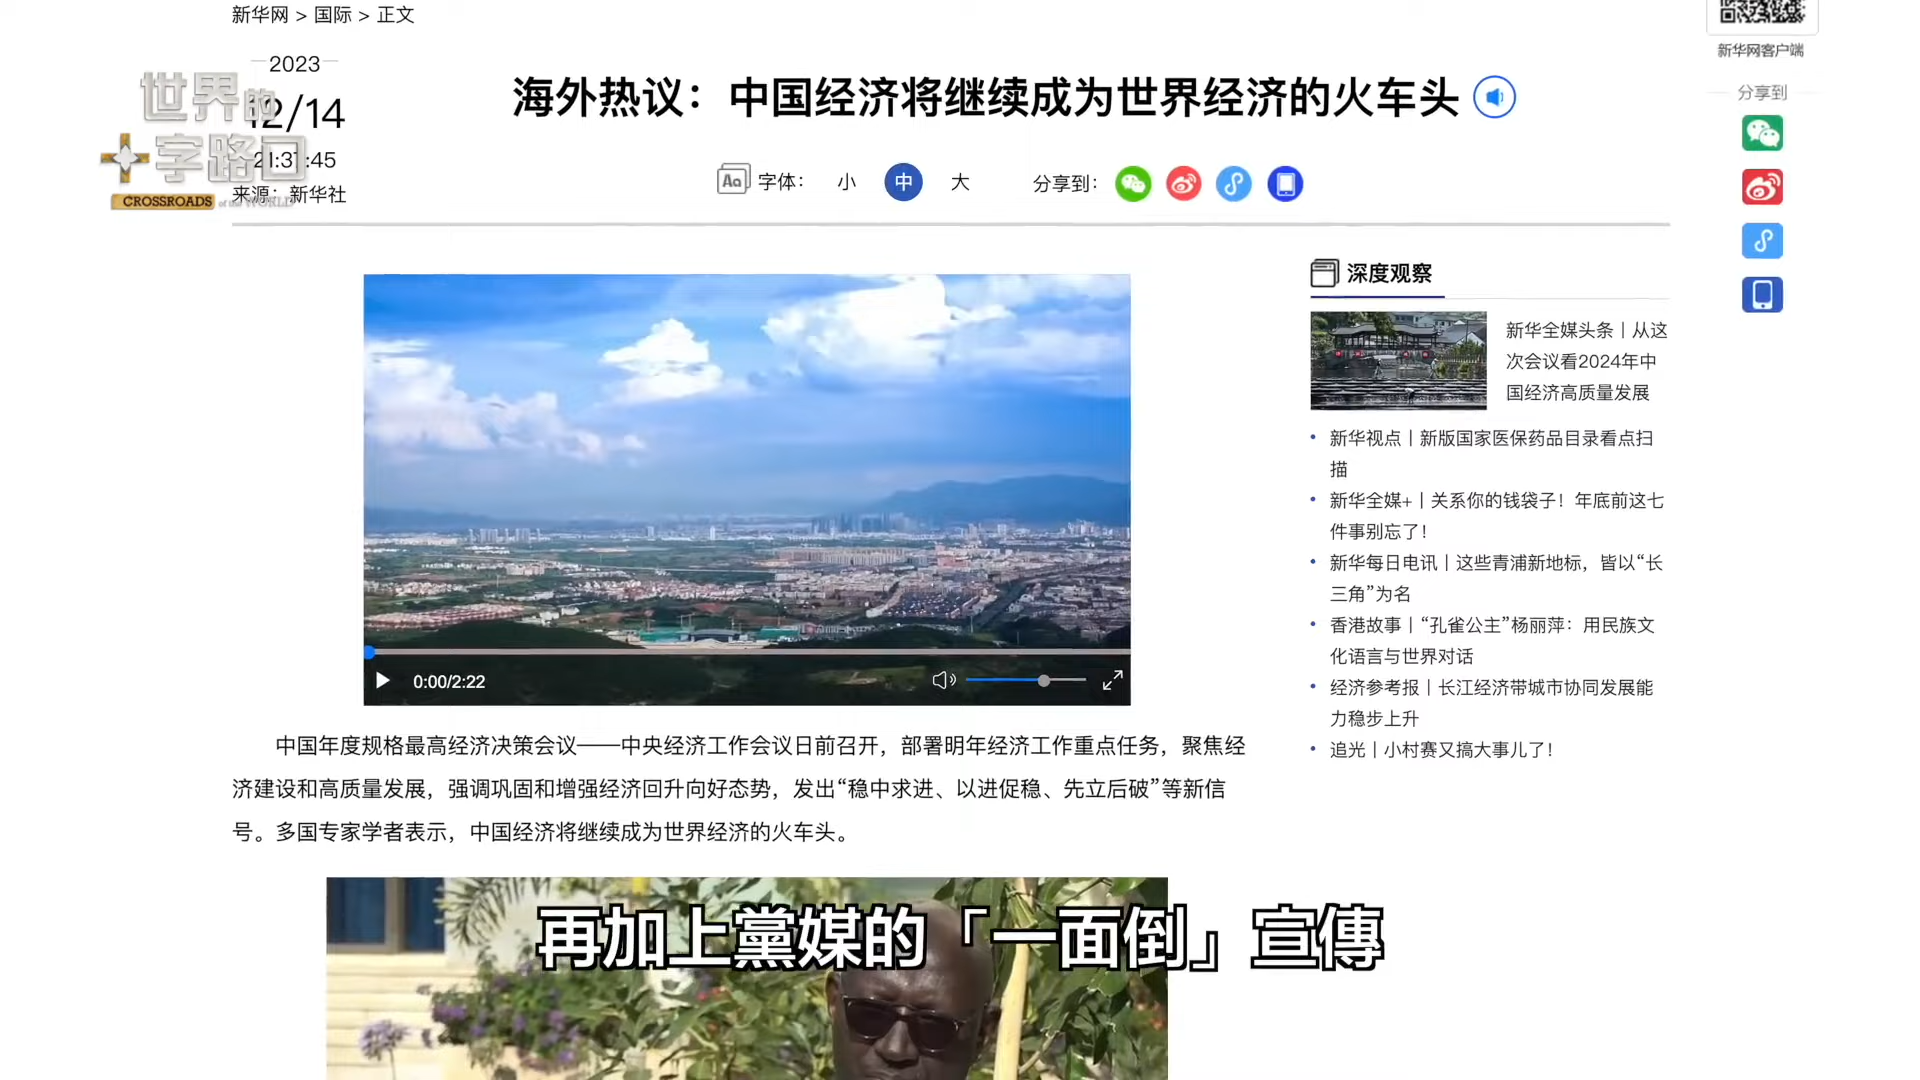 新华网 > 国际 > 正文
2023
12/14
21:37:45
来源：新华社
世界的
十字路口
CROSSROADS
of the WORLD
海外热议：中国经济将继续成为世界经济的火车头
Aa 字体： 小 中 大 分享到：
新华网客户端
分享到
0:00/2:22
中国年度规格最高经济决策会议——中央经济工作会议日前召开，部署明年经济工作重点任务，聚焦经
济建设和高质量发展，强调巩固和增强经济回升向好态势，发出“稳中求进、以进促稳、先立后破”等新信
号。多国专家学者表示，中国经济将继续成为世界经济的火车头。
深度观察
新华全媒头条丨从这
次会议看2024年中
国经济高质量发展
新华视点丨新版国家医保药品目录看点扫
描
新华全媒+丨关系你的钱袋子！年底前这七
件事别忘了！
新华每日电讯丨这些青浦新地标，皆以“长
三角”为名
香港故事丨“孔雀公主”杨丽萍：用民族文
化语言与世界对话
经济参考报丨长江经济带城市协同发展能
力稳步上升
追光丨小村赛又搞大事儿了！
再加上黨媒的「一面倒」宣傳